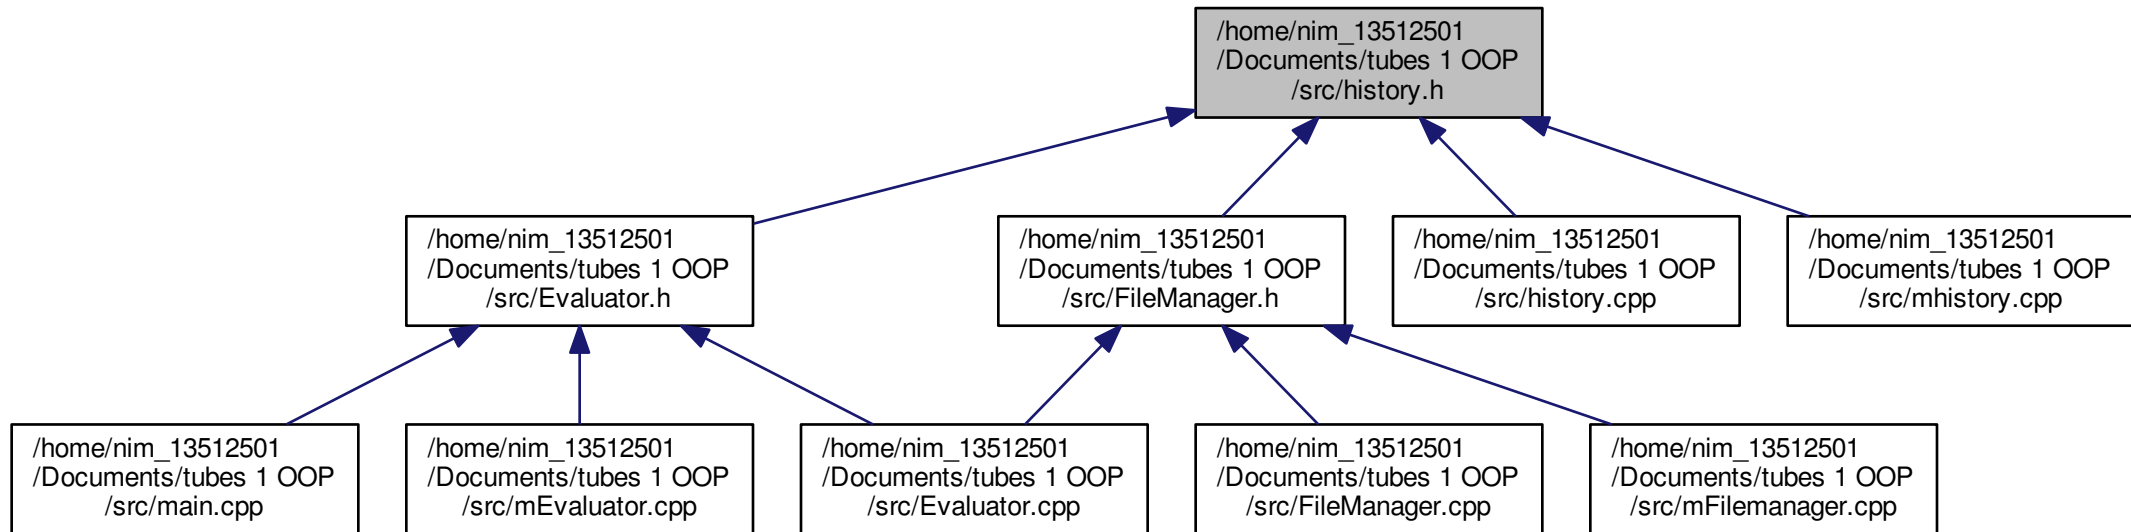 /home/nim_13512501
/Documents/tubes 1 OOP
/src/history.h
/home/nim_13512501
/Documents/tubes 1 OOP
/src/Evaluator.h
/home/nim_13512501
/Documents/tubes 1 OOP
/src/FileManager.h
/home/nim_13512501
/Documents/tubes 1 OOP
/src/history.cpp
/home/nim_13512501
/Documents/tubes 1 OOP
/src/mhistory.cpp
/home/nim_13512501
/Documents/tubes 1 OOP
/src/main.cpp
/home/nim_13512501
/Documents/tubes 1 OOP
/src/mEvaluator.cpp
/home/nim_13512501
/Documents/tubes 1 OOP
/src/Evaluator.cpp
/home/nim_13512501
/Documents/tubes 1 OOP
/src/FileManager.cpp
/home/nim_13512501
/Documents/tubes 1 OOP
/src/mFilemanager.cpp